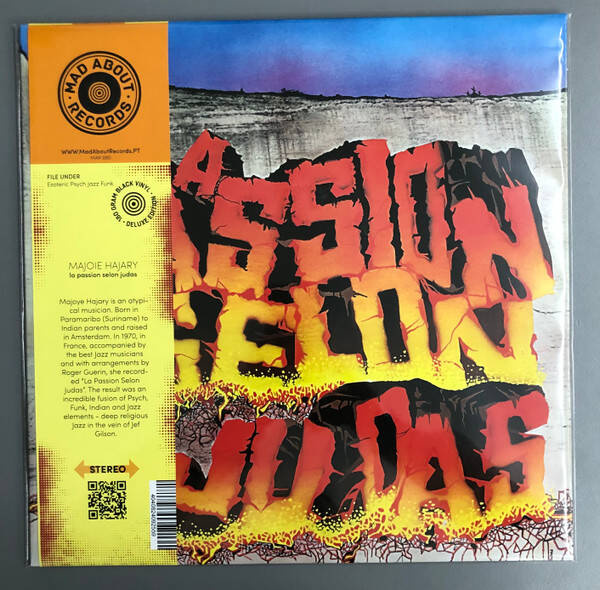 MAD ABOUT
· RECORDS ·
WWW.MadAboutRecords.PT
FILE UNDER
Esoteric Psych Jazz Funk
180 GRAM BLACK VINYL · DELUXE EDITION ·
MAJOIE HAJARY
la passion selon judas
Majoye Hajary is an atypi-
cal musician. Born in
Paramaribo (Suriname) to
Indian parents and raised
in Amsterdam. In 1970, in
France, accompanied by
the best Jazz musicians
and with arrangements by
Roger Guerin, she record-
ed "La Passion Selon
Judas". The result was an
incredible fusion of Psych,
Funk, Indian and Jazz
elements – deep religious
jazz in the vein of Jef
Gilson.
STEREO
A
ASSION
SELON
JUDAS